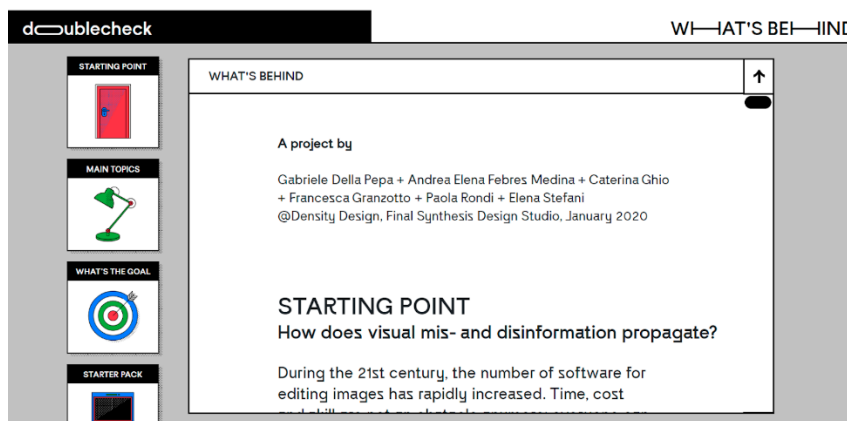 doublecheck
WHAT'S BEHIND
STARTING POINT
MAIN TOPICS
WHAT'S THE GOAL
STARTER PACK
WHAT'S BEHIND
A project by
Gabriele Della Pepa + Andrea Elena Febres Medina + Caterina Ghio
+ Francesca Granzotto + Paola Rondi + Elena Stefani
@Density Design, Final Synthesis Design Studio, January 2020
STARTING POINT
How does visual mis- and disinformation propagate?
During the 21st century, the number of software for
editing images has rapidly increased. Time, cost